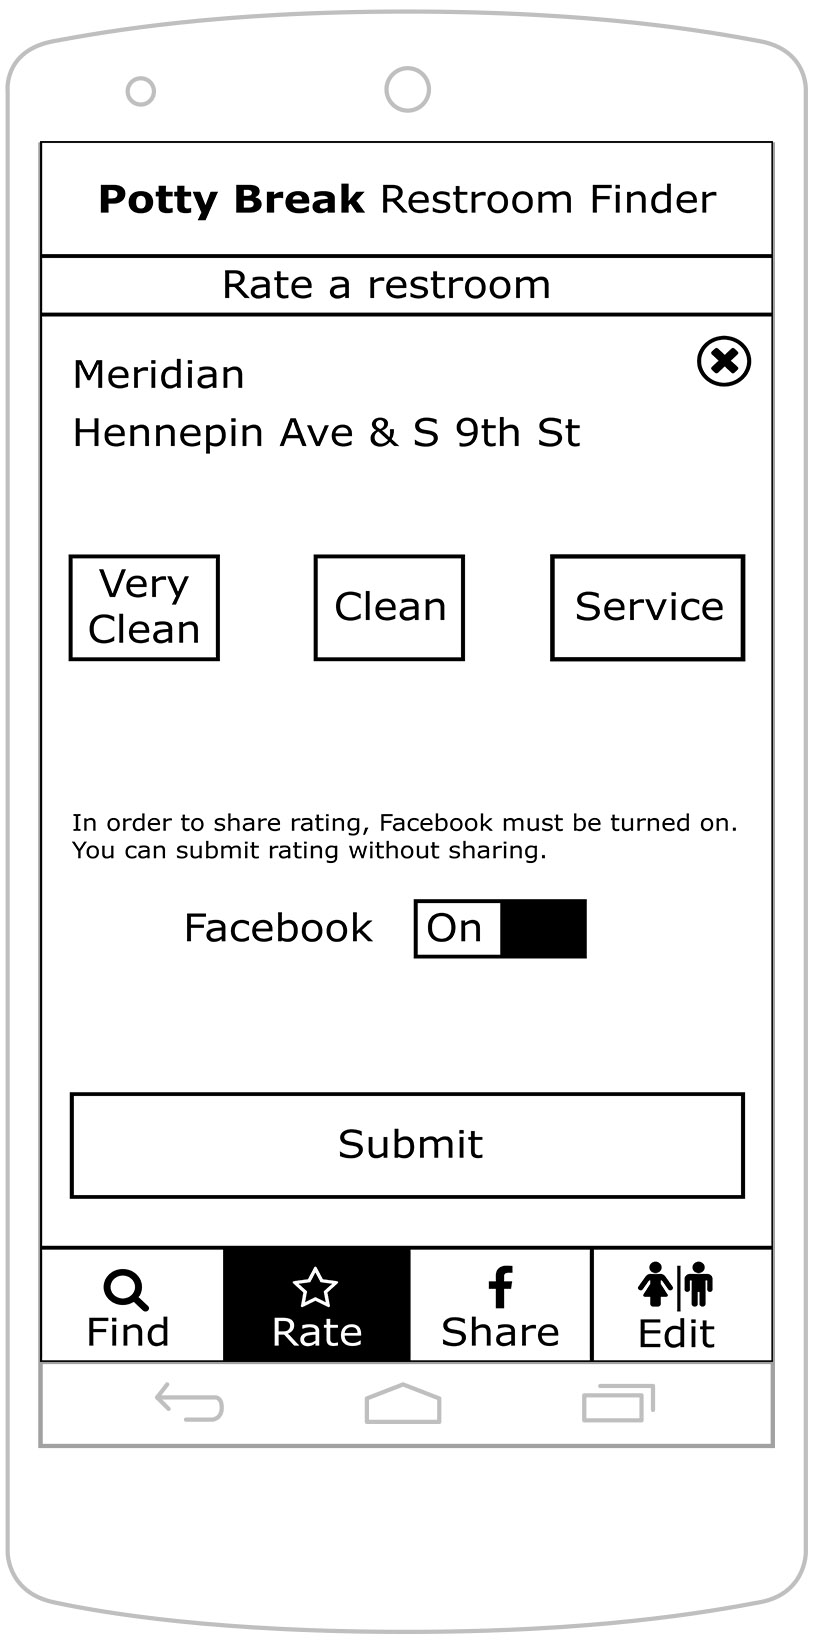 Potty Break Restroom Finder
Rate a restroom
Meridian
Hennepin Ave & S 9th St
Very
Clean
Clean
Service
In order to share rating, Facebook must be turned on.
You can submit rating without sharing.
Facebook On
Submit
Find Rate Share Edit